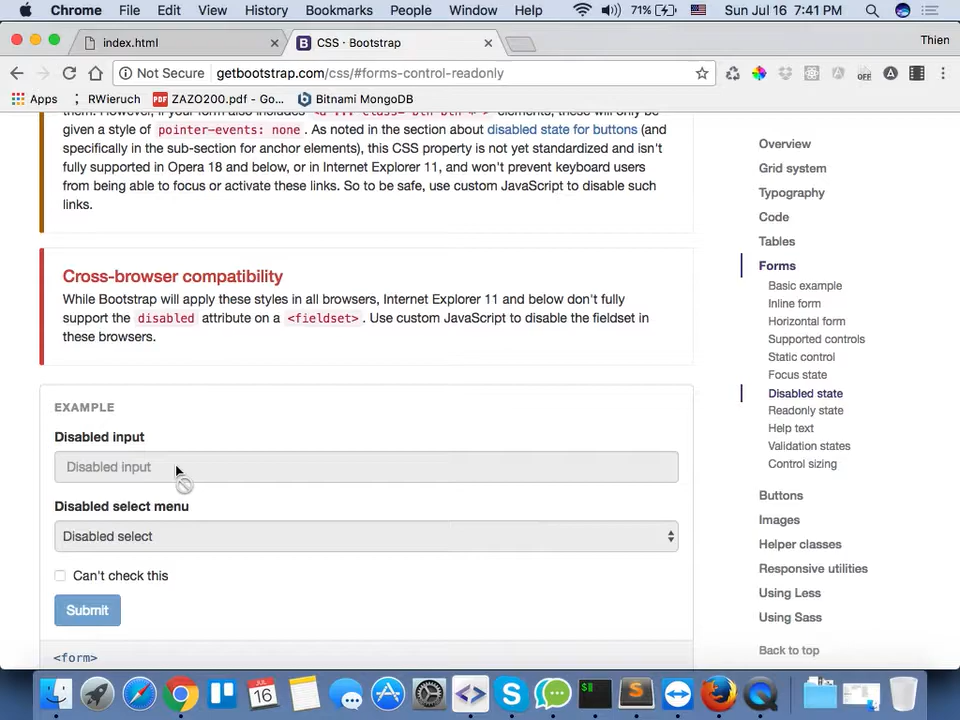 Chrome File Edit View History Bookmarks People Window Help 71% Sun Jul 16 7:41 PM
index.html
CSS · Bootstrap
Thien
Not Secure getbootstrap.com/css/#forms-control-readonly
OFF
Apps RWieruch ZAZO200.pdf - Go... Bitnami MongoDB
given a style of pointer-events: none. As noted in the section about disabled state for buttons (and
specifically in the sub-section for anchor elements), this CSS property is not yet standardized and isn't
fully supported in Opera 18 and below, or in Internet Explorer 11, and won't prevent keyboard users
from being able to focus or activate these links. So to be safe, use custom JavaScript to disable such
links.
Cross-browser compatibility
While Bootstrap will apply these styles in all browsers, Internet Explorer 11 and below don't fully
support the disabled attribute on a <fieldset>. Use custom JavaScript to disable the fieldset in
these browsers.
EXAMPLE
Disabled input
Disabled input
Disabled select menu
Disabled select
Can't check this
Submit
<form>
Overview
Grid system
Typography
Code
Tables
Forms
Basic example
Inline form
Horizontal form
Supported controls
Static control
Focus state
Disabled state
Readonly state
Help text
Validation states
Control sizing
Buttons
Images
Helper classes
Responsive utilities
Using Less
Using Sass
Back to top
JUL
16